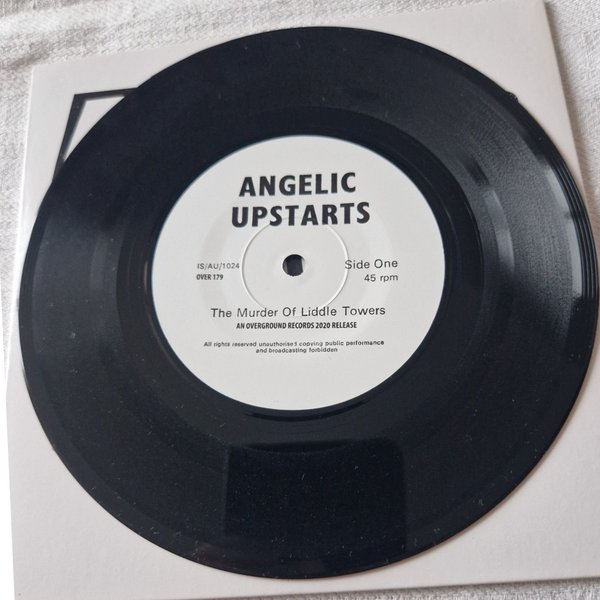 ANGELIC
UPSTARTS
IS/AU/1024
OVER 179
Side One
45 rpm
The Murder Of Liddle Towers
AN OVERGROUND RECORDS 2020 RELEASE
All rights reserved unauthorised copying public performance
and broadcasting forbidden